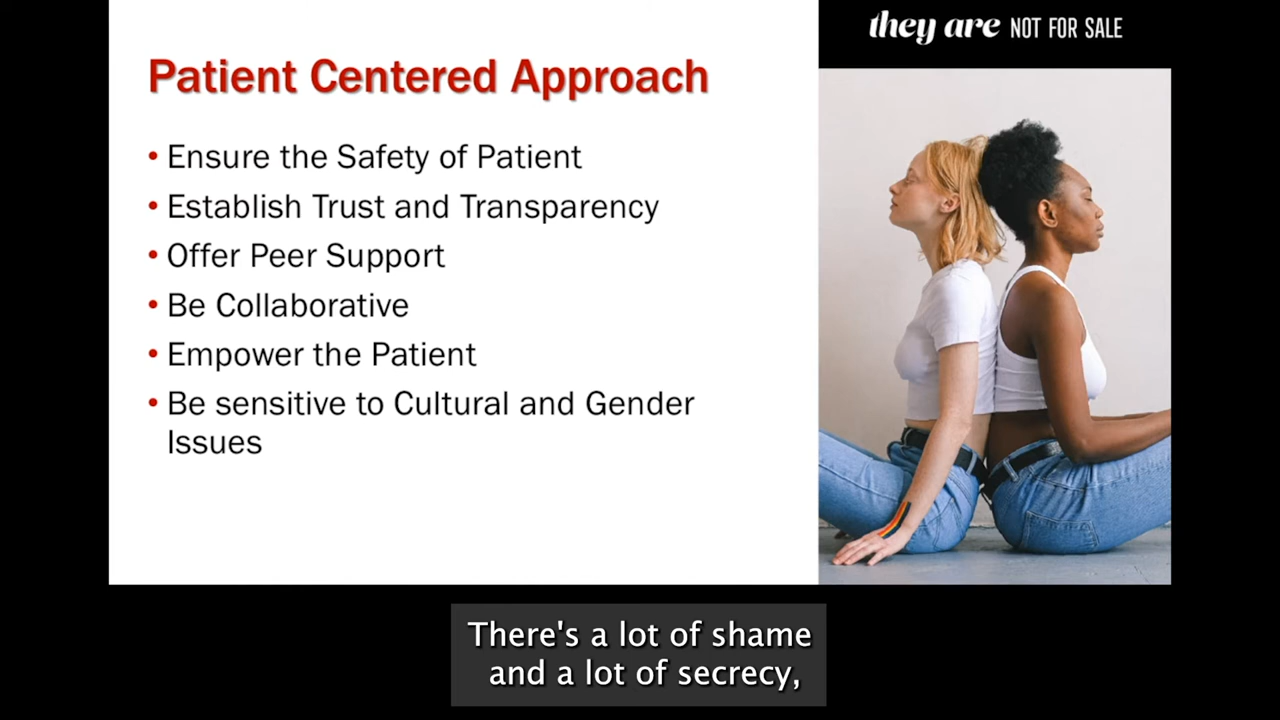 they are NOT FOR SALE
Patient Centered Approach
• Ensure the Safety of Patient
• Establish Trust and Transparency
• Offer Peer Support
• Be Collaborative
• Empower the Patient
• Be sensitive to Cultural and Gender
Issues
There's a lot of shame
and a lot of secrecy,